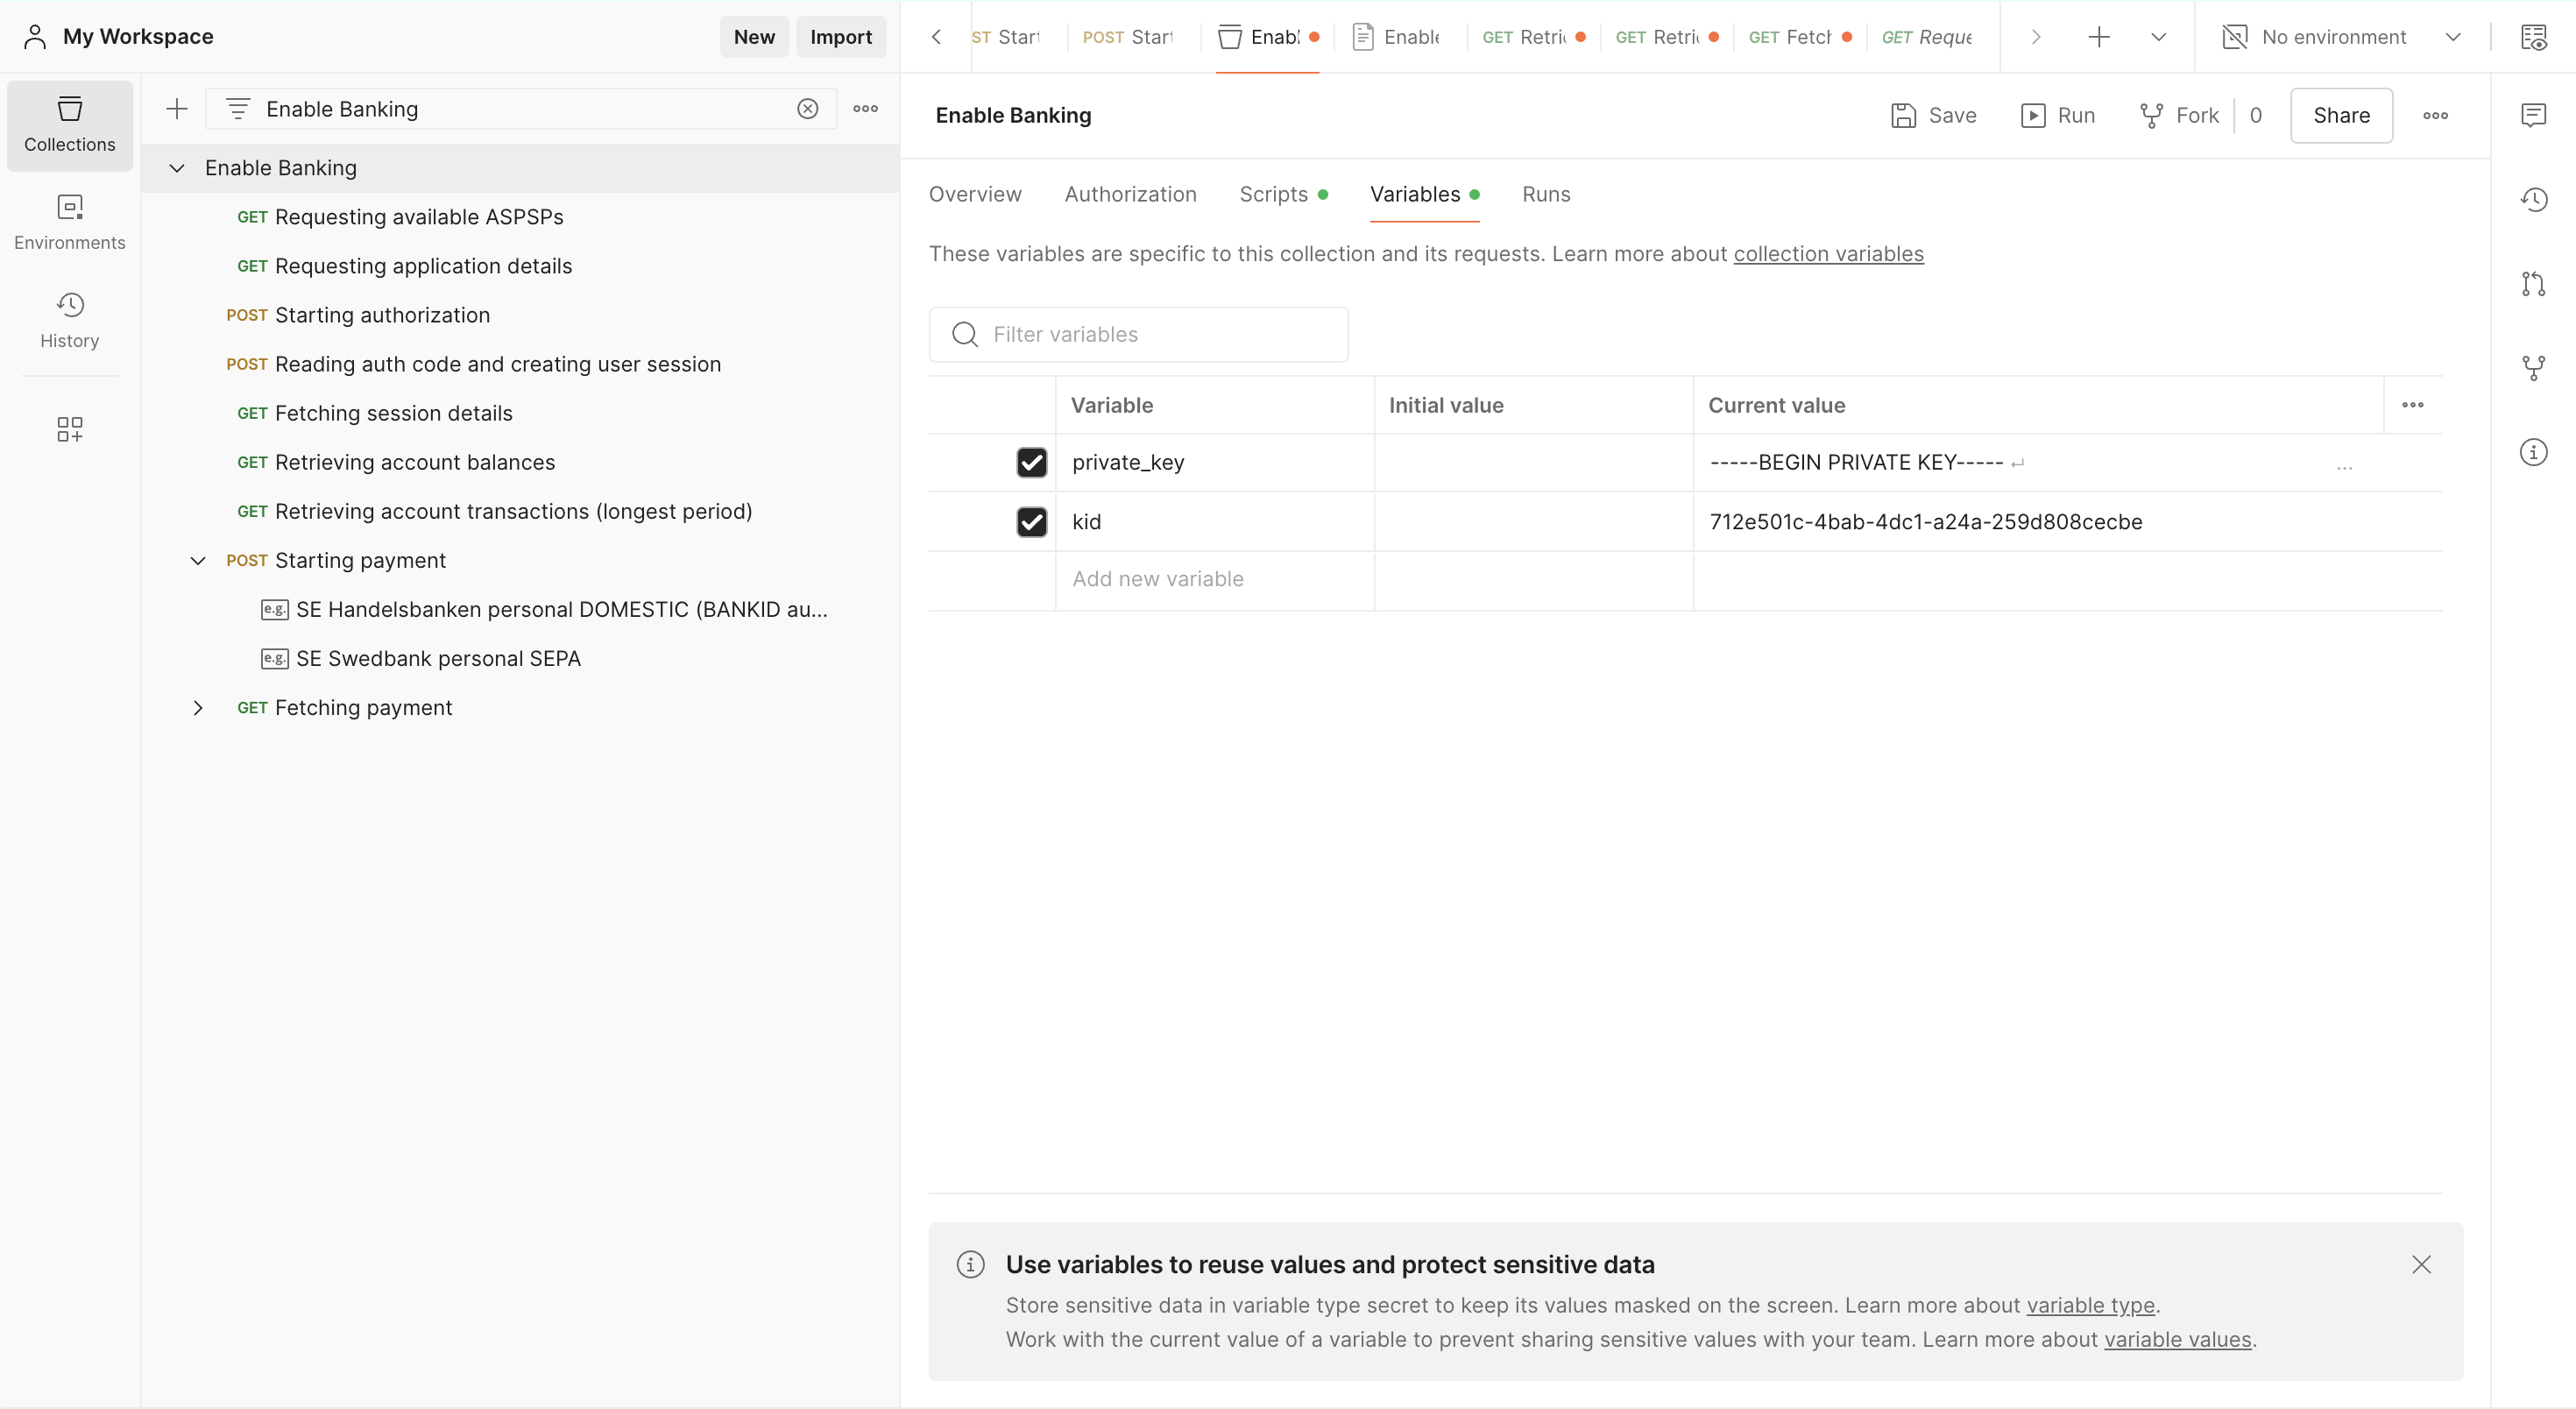 My Workspace
New
Import
ST Start
POST Start
Enabl
Enable
GET Retri
GET Retri
GET Fetch
GET Reque
No environment
Collections
Environments
History
Enable Banking
Enable Banking
GET Requesting available ASPSPs
GET Requesting application details
POST Starting authorization
POST Reading auth code and creating user session
GET Fetching session details
GET Retrieving account balances
GET Retrieving account transactions (longest period)
POST Starting payment
e.g. SE Handelsbanken personal DOMESTIC (BANKID au...
e.g. SE Swedbank personal SEPA
GET Fetching payment
Enable Banking
Save
Run
Fork
0
Share
Overview
Authorization
Scripts
Variables
Runs
These variables are specific to this collection and its requests. Learn more about collection variables
Filter variables
Variable
Initial value
Current value
private_key
-----BEGIN PRIVATE KEY-----
...
kid
712e501c-4bab-4dc1-a24a-259d808cecbe
Add new variable
Use variables to reuse values and protect sensitive data
Store sensitive data in variable type secret to keep its values masked on the screen. Learn more about variable type.
Work with the current value of a variable to prevent sharing sensitive values with your team. Learn more about variable values.